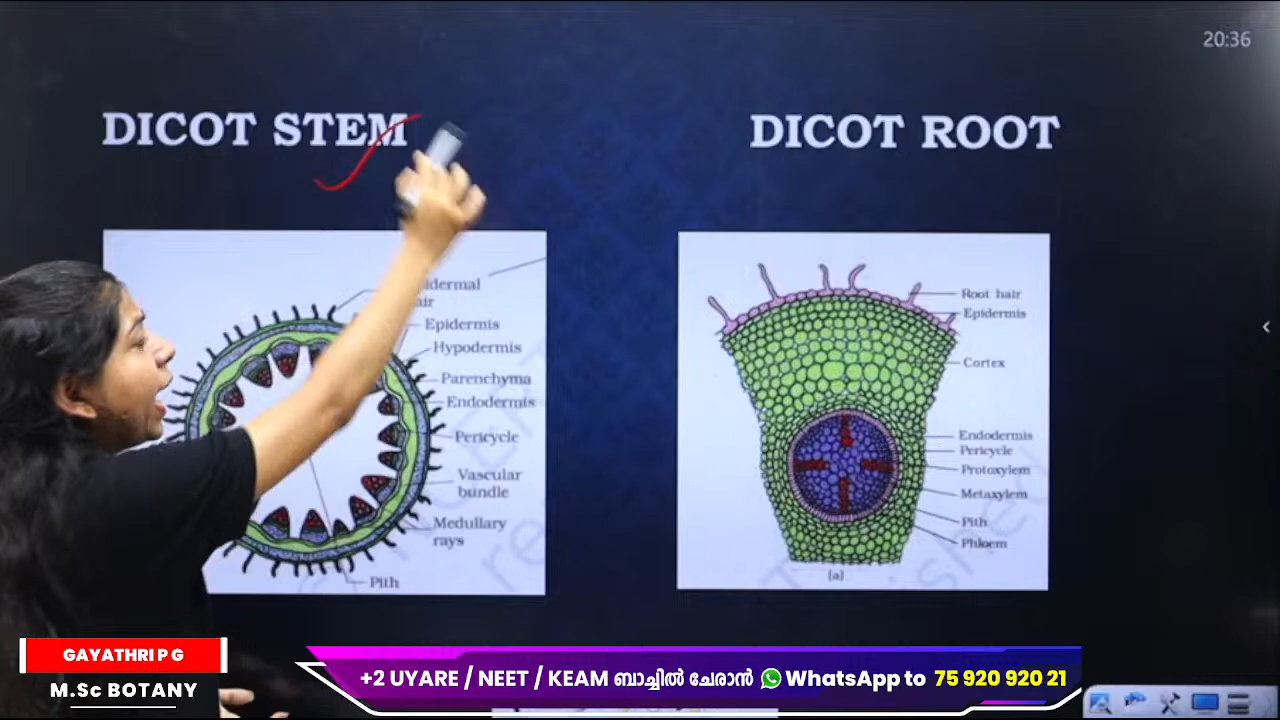 20:36
DICOT STEM
DICOT ROOT
Epidermis
Hypodermis
Parenchyma
Endodermis
Pericycle
Vascular
bundle
Medullary
rays
Pith
Root hair
Epidermis
Cortex
Endodermis
Pericycle
Protoxylem
Metaxylem
Pith
Phloem
(a)
GAYATHRI P G
M.Sc BOTANY
+2 UYARE / NEET / KEAM ബാച്ചിൽ ചേരാൻ WhatsApp to 75 920 920 21